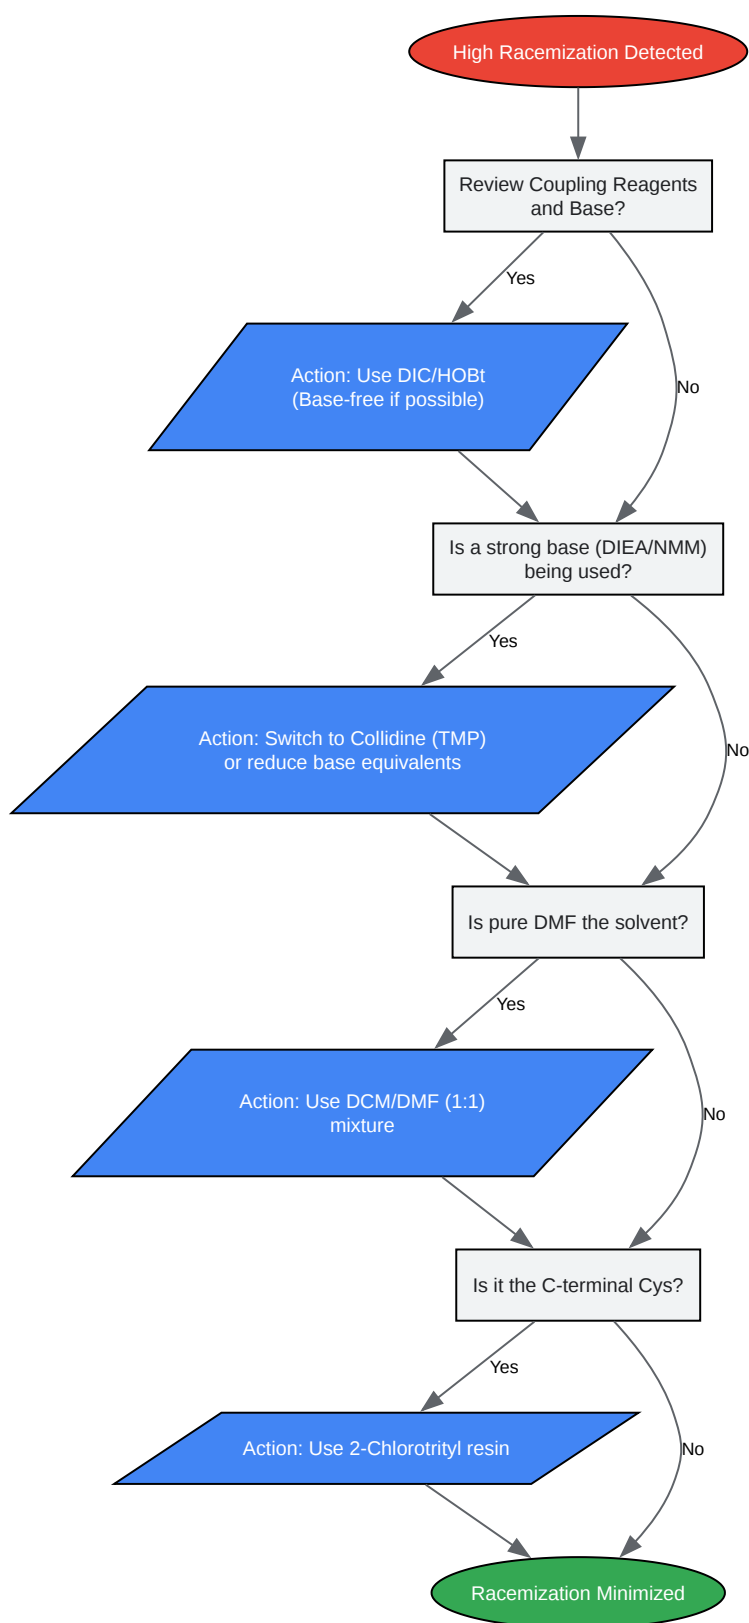 High Racemization Detected
Review Coupling Reagents
and Base?
Yes
Action: Use DIC/HOBt
(Base-free if possible)
No
Is a strong base (DIEA/NMM)
being used?
Yes
Action: Switch to Collidine (TMP)
or reduce base equivalents
No
Is pure DMF the solvent?
Yes
Action: Use DCM/DMF (1:1)
mixture
No
Is it the C-terminal Cys?
Yes
Action: Use 2-Chlorotrityl resin
No
Racemization Minimized